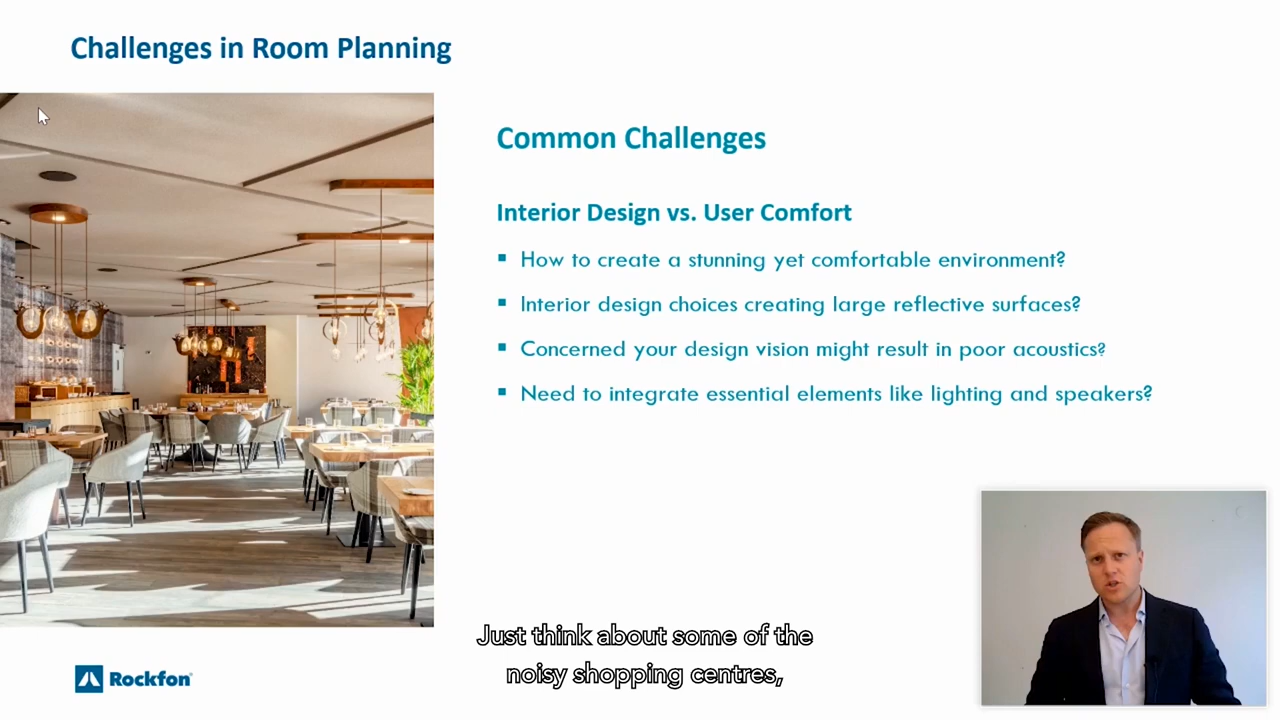 Challenges in Room Planning
Common Challenges
Interior Design vs. User Comfort
▪ How to create a stunning yet comfortable environment?
▪ Interior design choices creating large reflective surfaces?
▪ Concerned your design vision might result in poor acoustics?
▪ Need to integrate essential elements like lighting and speakers?
Just think about some of the
noisy shopping centres,
Rockfon